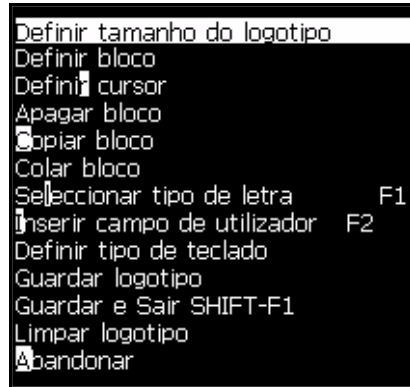 Definir tamanho do logotipo
Definir bloco
Definir cursor
Apagar bloco
Copiar bloco
Colar bloco
Seleccionar tipo de letra F1
Inserir campo de utilizador F2
Definir tipo de teclado
Guardar logotipo
Guardar e Sair SHIFT-F1
Limpar logotipo
Abandonar